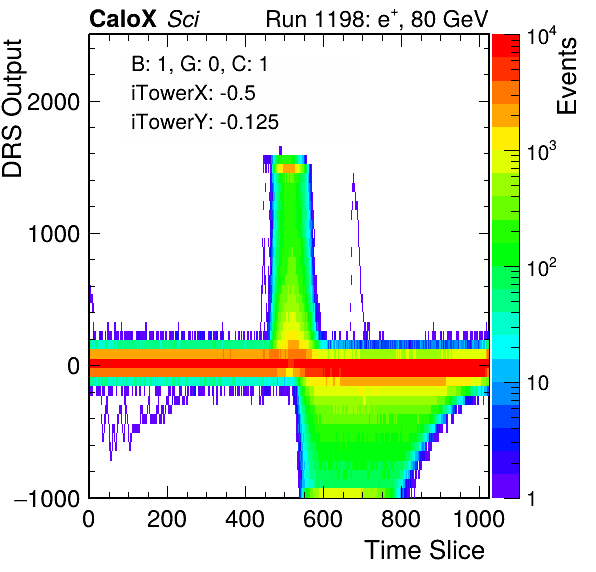 CaloX Sci Run 1198: e⁺, 80 GeV
B: 1, G: 0, C: 1
iTowerX: -0.5
iTowerY: -0.125
DRS Output
2000
1000
0
−1000
0 200 400 600 800 1000
Time Slice
Events
10⁴
10³
10²
10
1